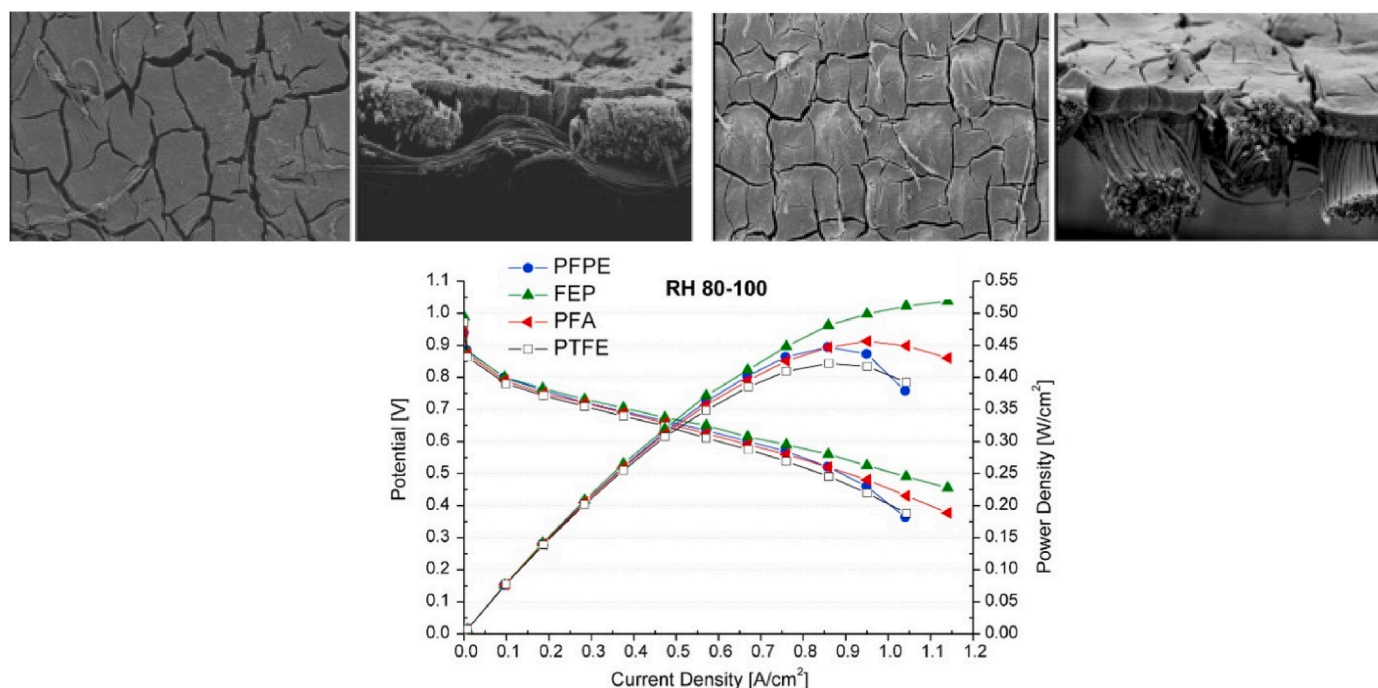 PFPE
FEP
PFA
PTFE
RH 80-100
1.1
1.0
0.9
0.8
0.7
0.6
0.5
0.4
0.3
0.2
0.1
0.0
Potential [V]
0.55
0.50
0.45
0.40
0.35
0.30
0.25
0.20
0.15
0.10
0.05
0.00
Power Density [W/cm²]
0.0 0.1 0.2 0.3 0.4 0.5 0.6 0.7 0.8 0.9 1.0 1.1 1.2
Current Density [A/cm²]